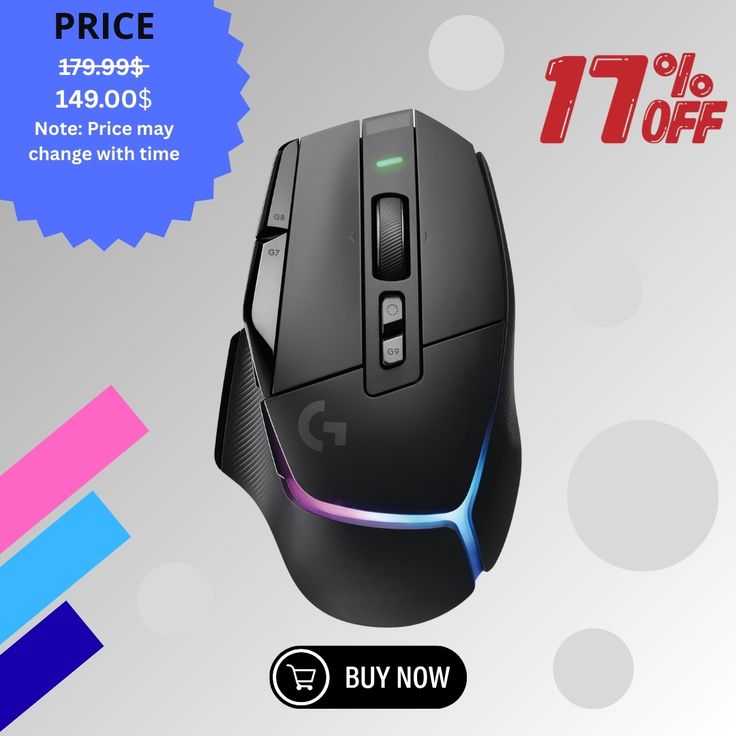 PRICE
179.99$
149.00$
Note: Price may
change with time
17%
OFF
G8
G7
G9
G
BUY NOW